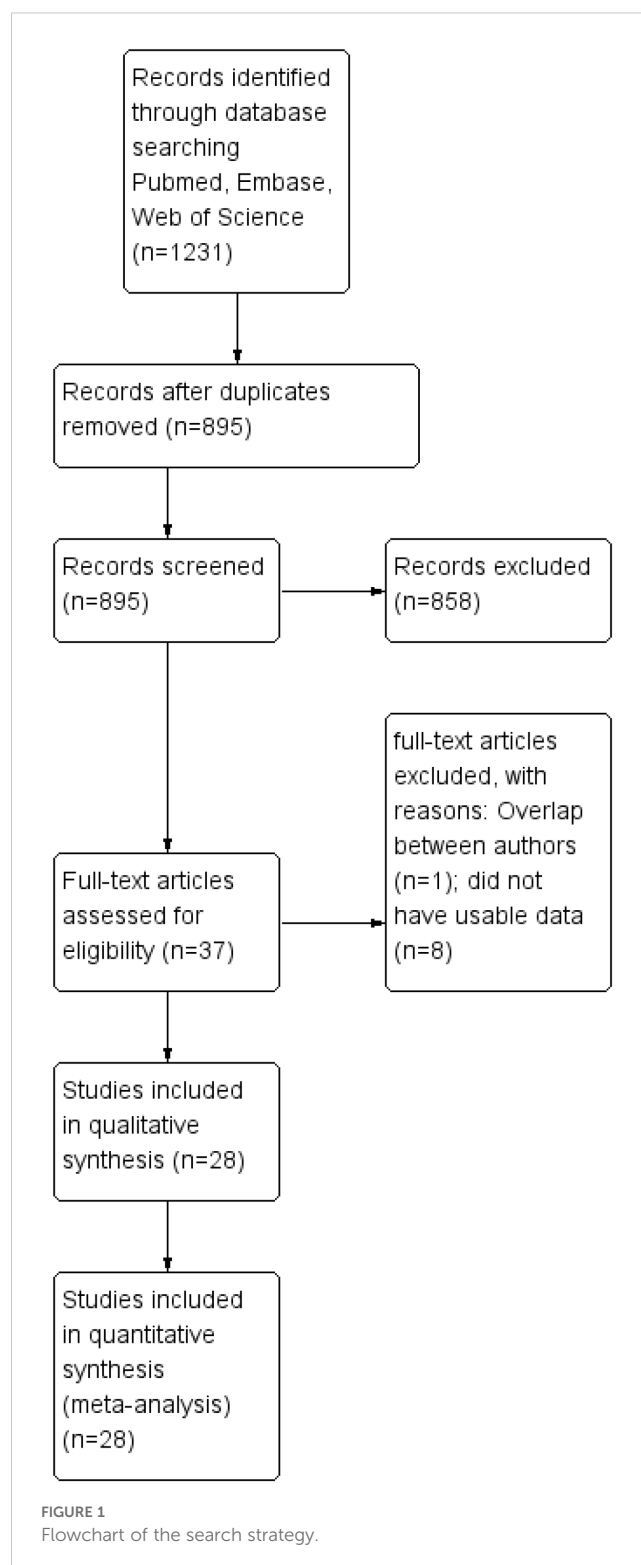 Records identified
through database
searching
Pubmed, Embase,
Web of Science
(n=1231)
Records after duplicates
removed (n=895)
Records screened
(n=895)
Records excluded
(n=858)
full-text articles
excluded, with
reasons: Overlap
between authors
(n=1); did not
have usable data
(n=8)
Full-text articles
assessed for
eligibility (n=37)
Studies included
in qualitative
synthesis (n=28)
Studies included
in quantitative
synthesis
(meta-analysis)
(n=28)
FIGURE 1
Flowchart of the search strategy.